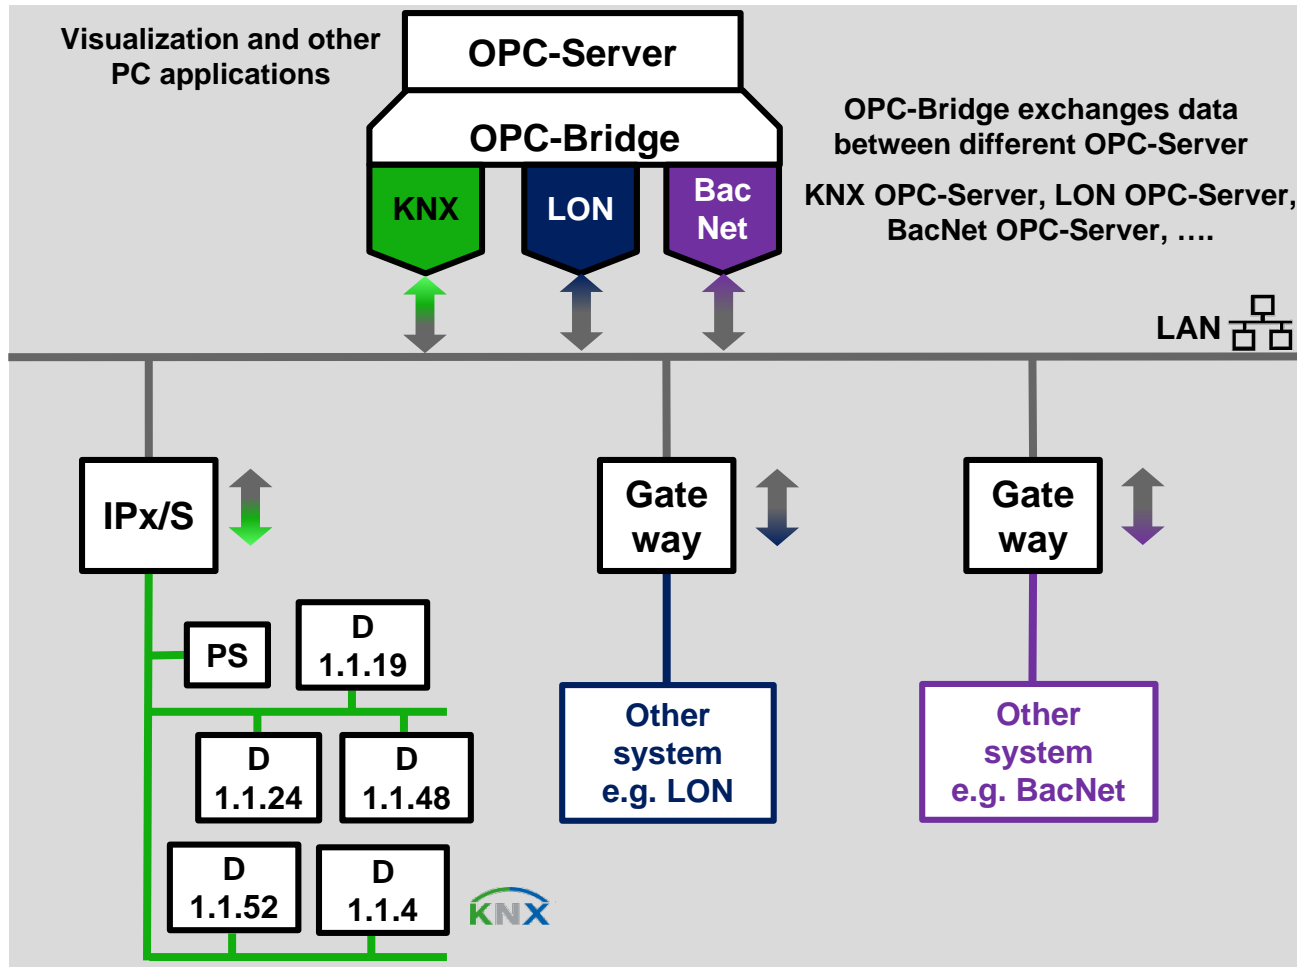 Visualization and other
PC applications
OPC-Server
OPC-Bridge
KNX
LON
Bac
Net
OPC-Bridge exchanges data
between different OPC-Server
KNX OPC-Server, LON OPC-Server,
BacNet OPC-Server, ….
LAN
IPx/S
Gate
way
Gate
way
PS
D
1.1.19
D
1.1.24
D
1.1.48
D
1.1.52
D
1.1.4
KNX
Other
system
e.g. LON
Other
system
e.g. BacNet